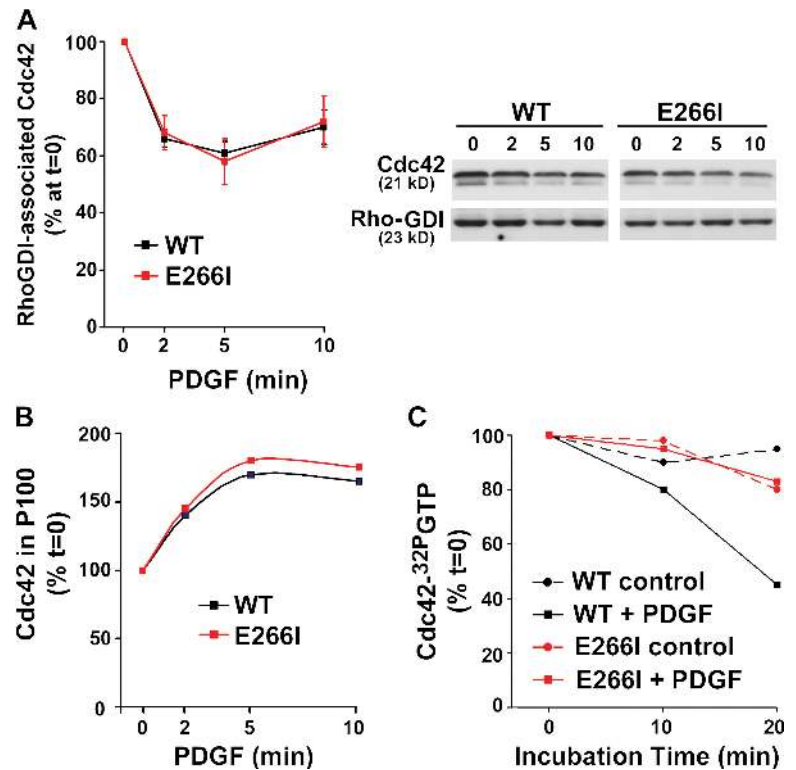 A
RhoGDI-associated Cdc42
(% at t=0)
100
80
60
40
20
0
WT
E266I
0 2 5 10
PDGF (min)
WT E266I
0 2 5 10 0 2 5 10
Cdc42
(21 kD)
Rho-GDI
(23 kD)
B
Cdc42 in P100
(% t=0)
200
150
100
50
0
WT
E266I
0 2 5 10
PDGF (min)
C
Cdc42-32PGTP
(% t=0)
100
80
60
40
20
0
WT control
WT + PDGF
E266I control
E266I + PDGF
0 10 20
Incubation Time (min)